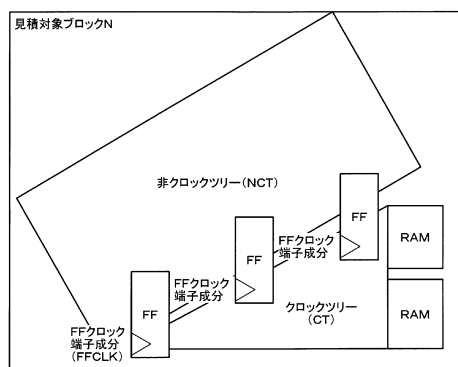 見積対象ブロックN
非クロックツリー(NCT)
FF
RAM
FFクロック
端子成分
FF
FFクロック
端子成分
クロックツリー
(CT)
RAM
FF
FFクロック
端子成分
(FFCLK)